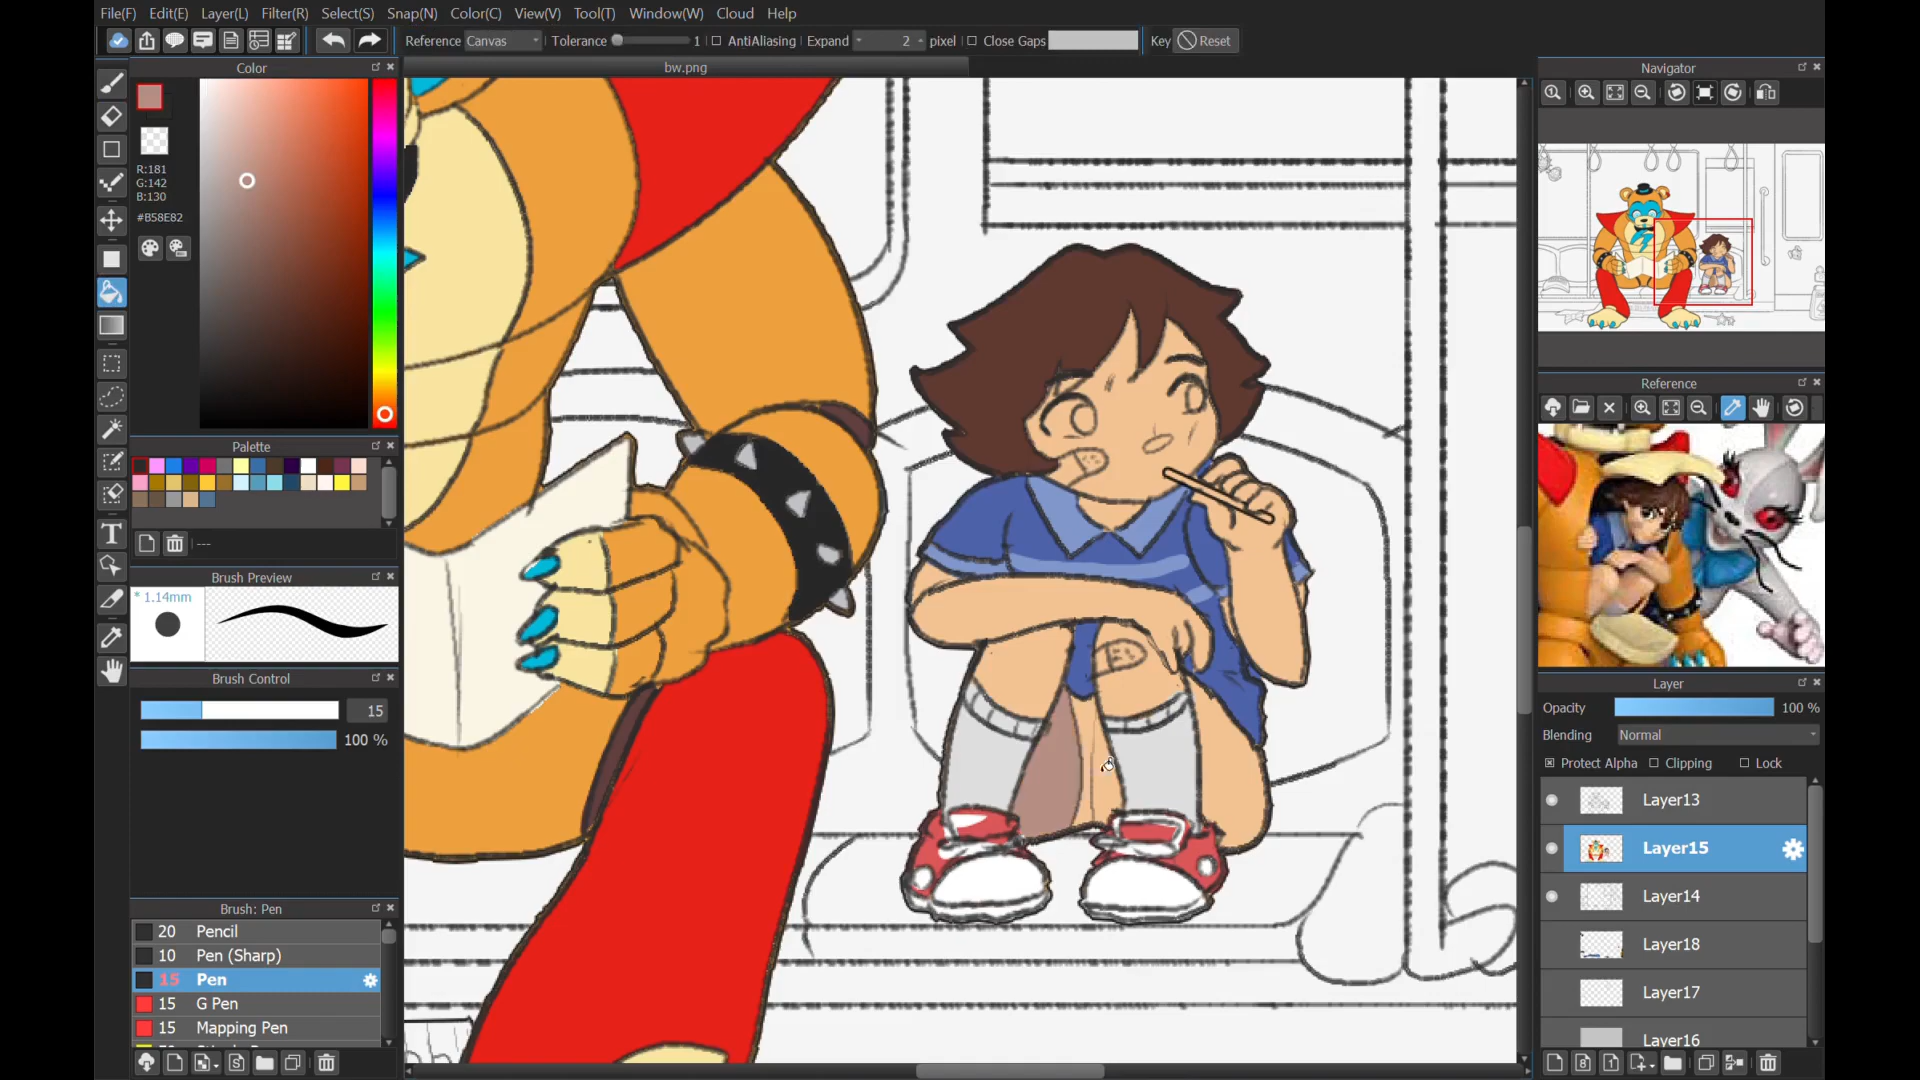 File(F) Edit(E) Layer(L) Filter(R) Select(S) Snap(N) Color(C) View(V) Tool(T) Window(W) Cloud Help
Reference Canvas Tolerance 1 AntiAliasing Expand 2 pixel Close Gaps Key Reset
Color
bw.png
Navigator
R:181
G:142
B:130
#B58E82
Palette
---
Brush Preview
* 1.14mm
Brush Control
15
100 %
Brush: Pen
20 Pencil
10 Pen (Sharp)
15 Pen
15 G Pen
15 Mapping Pen
Reference
Layer
Opacity 100 %
Blending Normal
Protect Alpha Clipping Lock
Layer13
Layer15
Layer14
Layer18
Layer17
Layer16